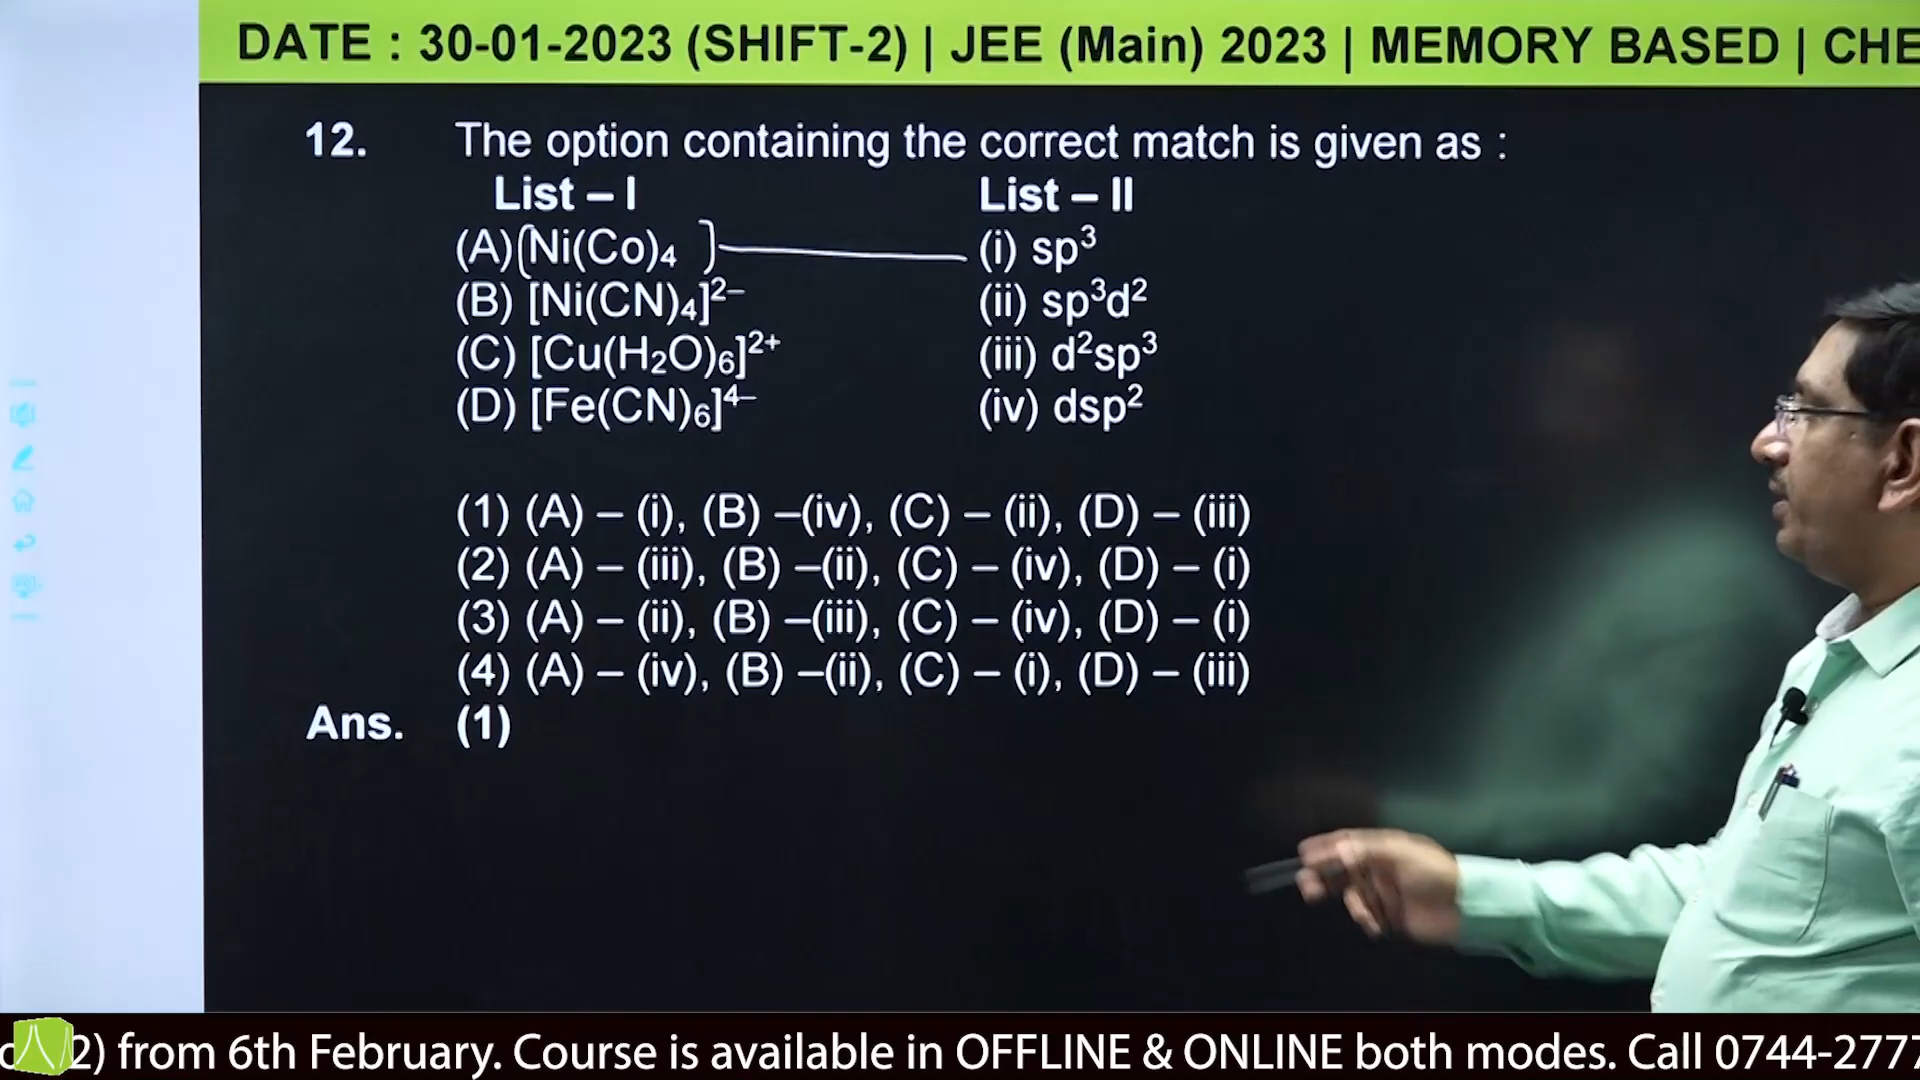 DATE : 30-01-2023 (SHIFT-2) | JEE (Main) 2023 | MEMORY BASED | CHE
12. The option containing the correct match is given as :
List – I List – II
(A) [Ni(Co)₄ ] (i) sp³
(B) [Ni(CN)₄]²⁻ (ii) sp³d²
(C) [Cu(H₂O)₆]²⁺ (iii) d²sp³
(D) [Fe(CN)₆]⁴⁻ (iv) dsp²
(1) (A) – (i), (B) –(iv), (C) – (ii), (D) – (iii)
(2) (A) – (iii), (B) –(ii), (C) – (iv), (D) – (i)
(3) (A) – (ii), (B) –(iii), (C) – (iv), (D) – (i)
(4) (A) – (iv), (B) –(ii), (C) – (i), (D) – (iii)
Ans. (1)
2) from 6th February. Course is available in OFFLINE & ONLINE both modes. Call 0744-2777